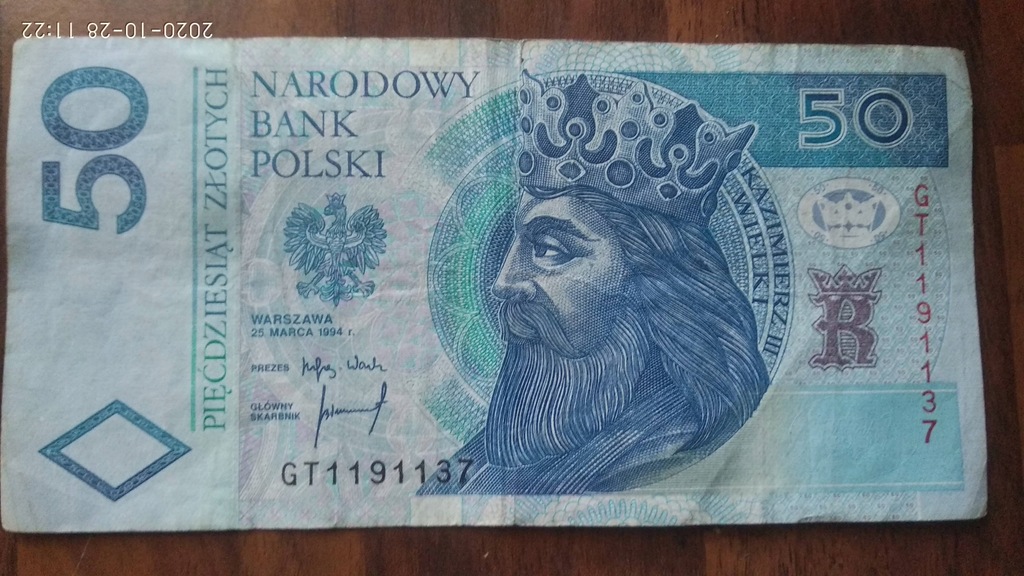 2020-10-28 11:22
50
PIĘĆDZIESIĄT ZŁOTYCH
NARODOWY
BANK
POLSKI
50
KAZIMIERZ III
WIELKI
GT1191137
WARSZAWA
25 MARCA 1994 r.
PREZES
GŁÓWNY
SKARBNIK
GT1191137